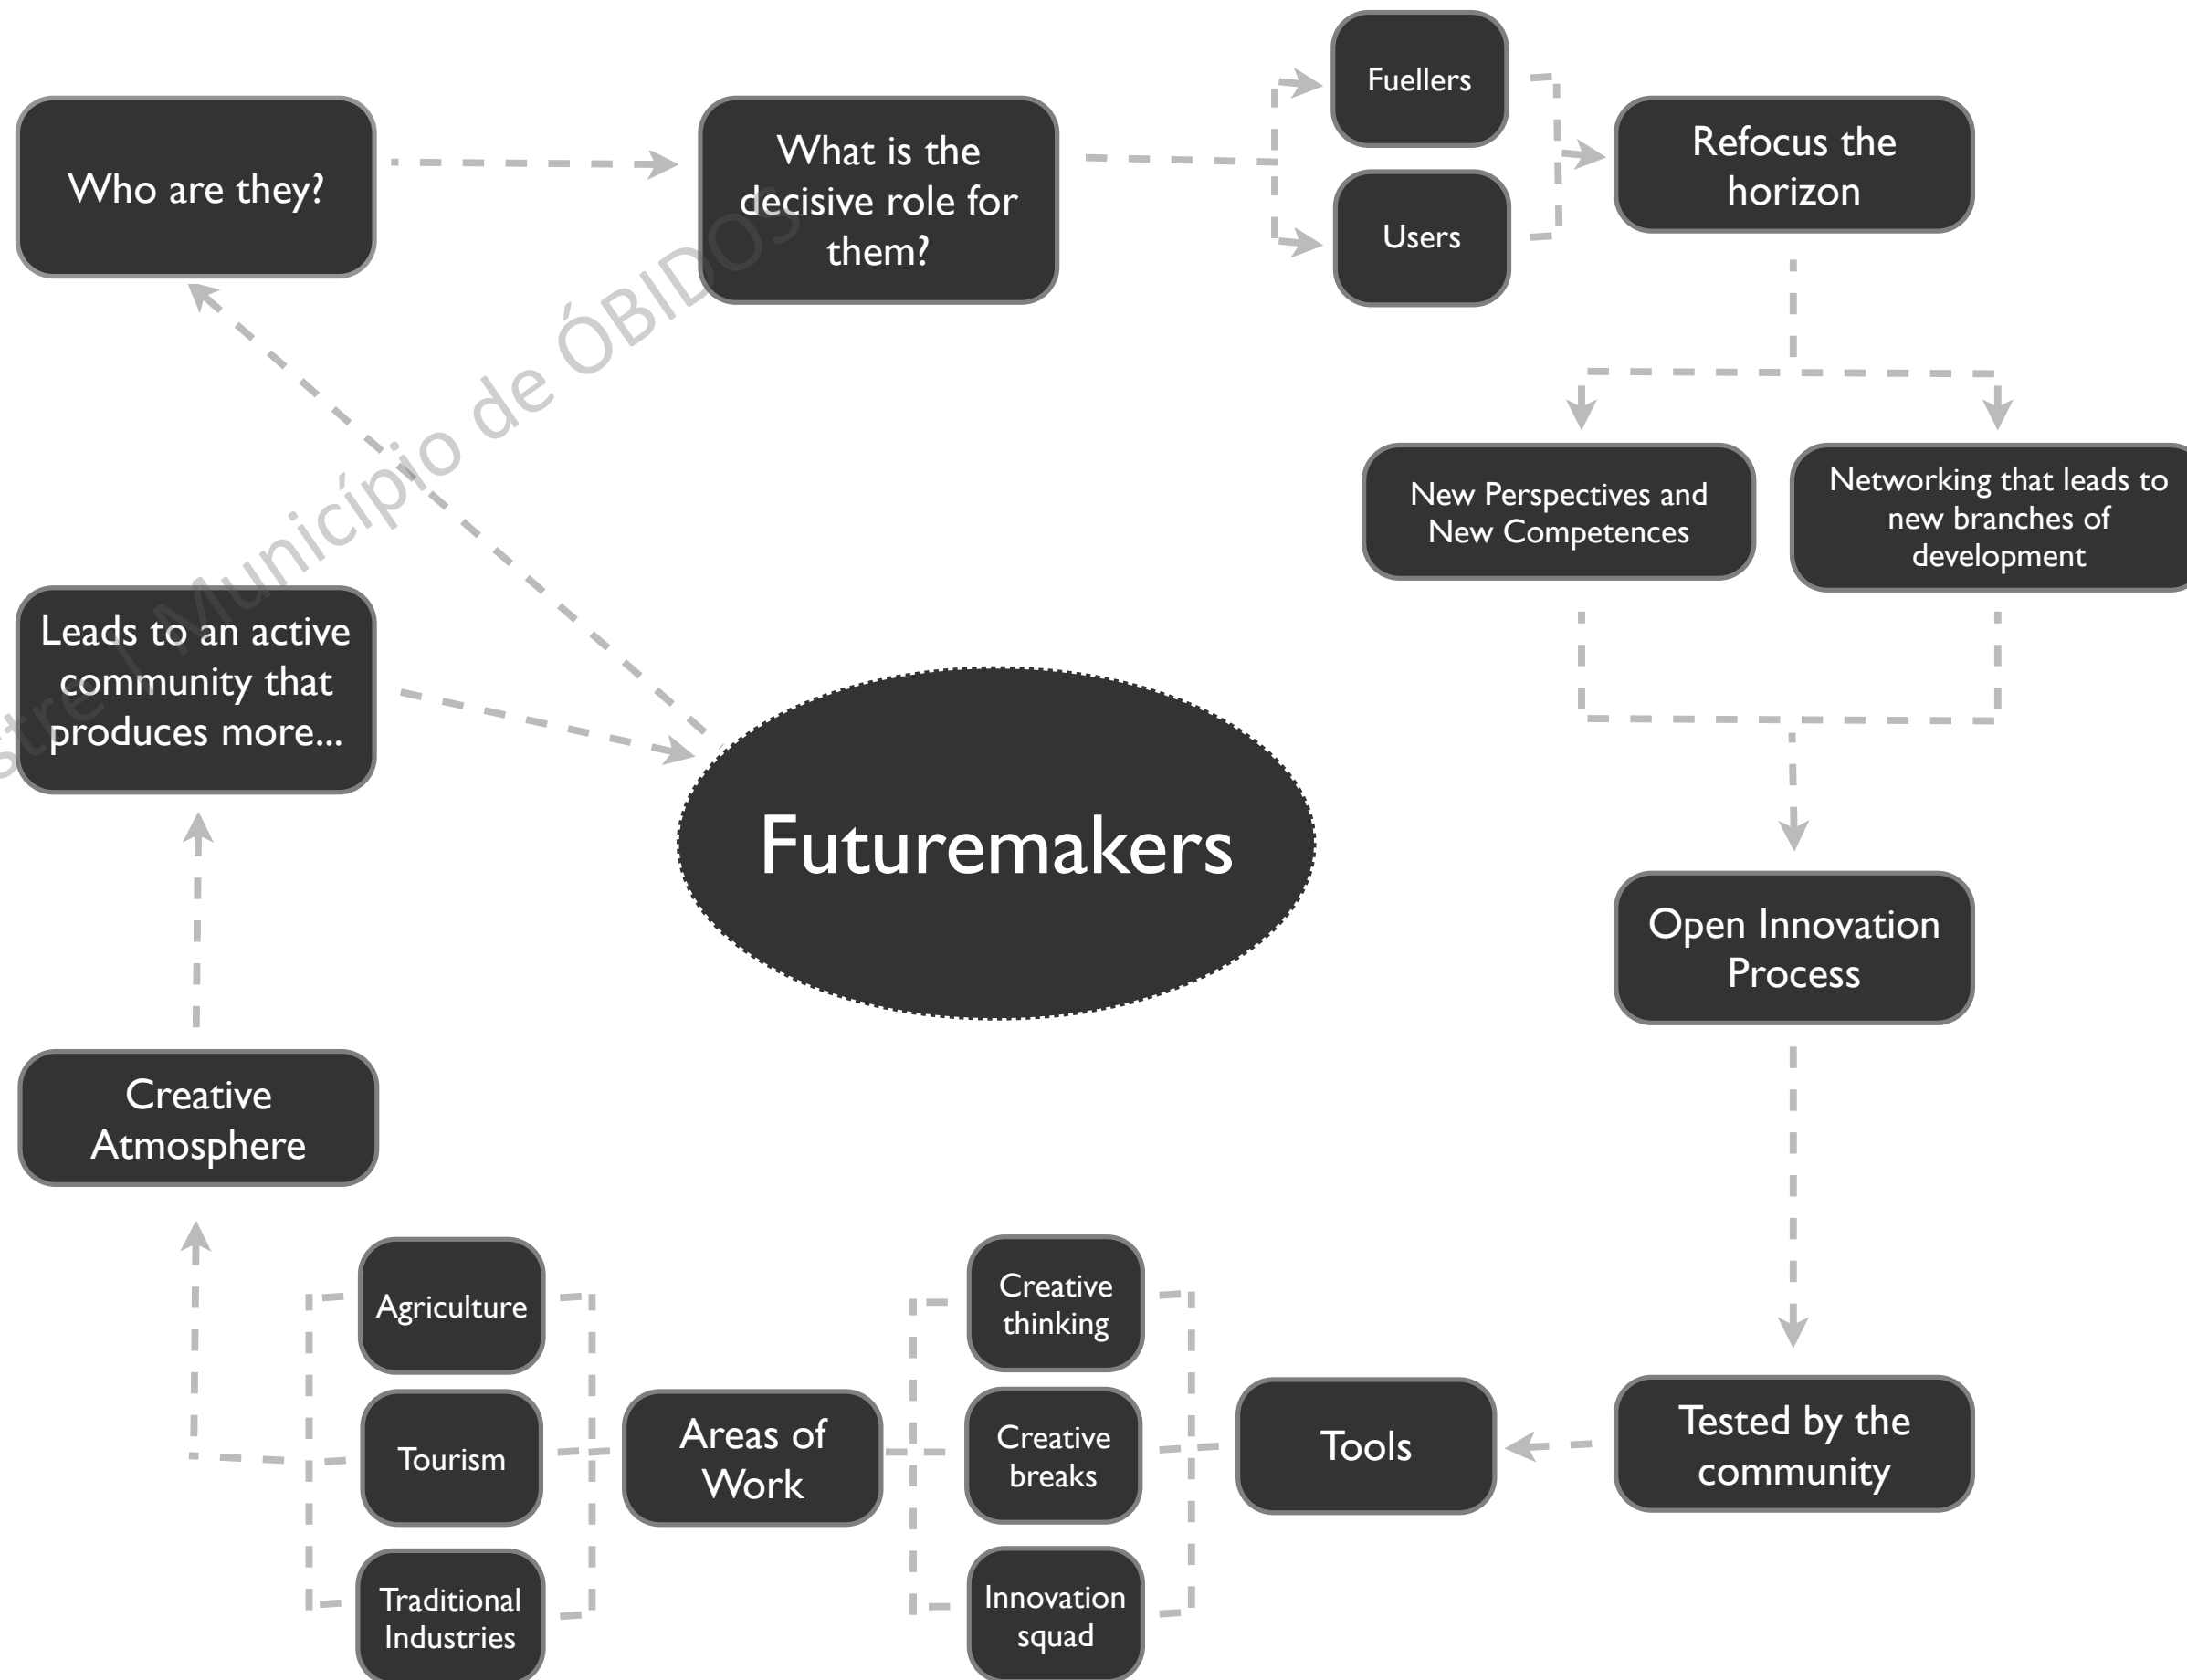 Who are they?
What is the
decisive role for
them?
Fuellers
Users
Refocus the
horizon
New Perspectives and
New Competences
Networking that leads to
new branches of
development
Open Innovation
Process
Tested by the
community
Tools
Creative
thinking
Creative
breaks
Innovation
squad
Areas of
Work
Agriculture
Tourism
Traditional
Industries
Creative
Atmosphere
Leads to an active
community that
produces more...
Futuremakers
Município de ÓBIDOS